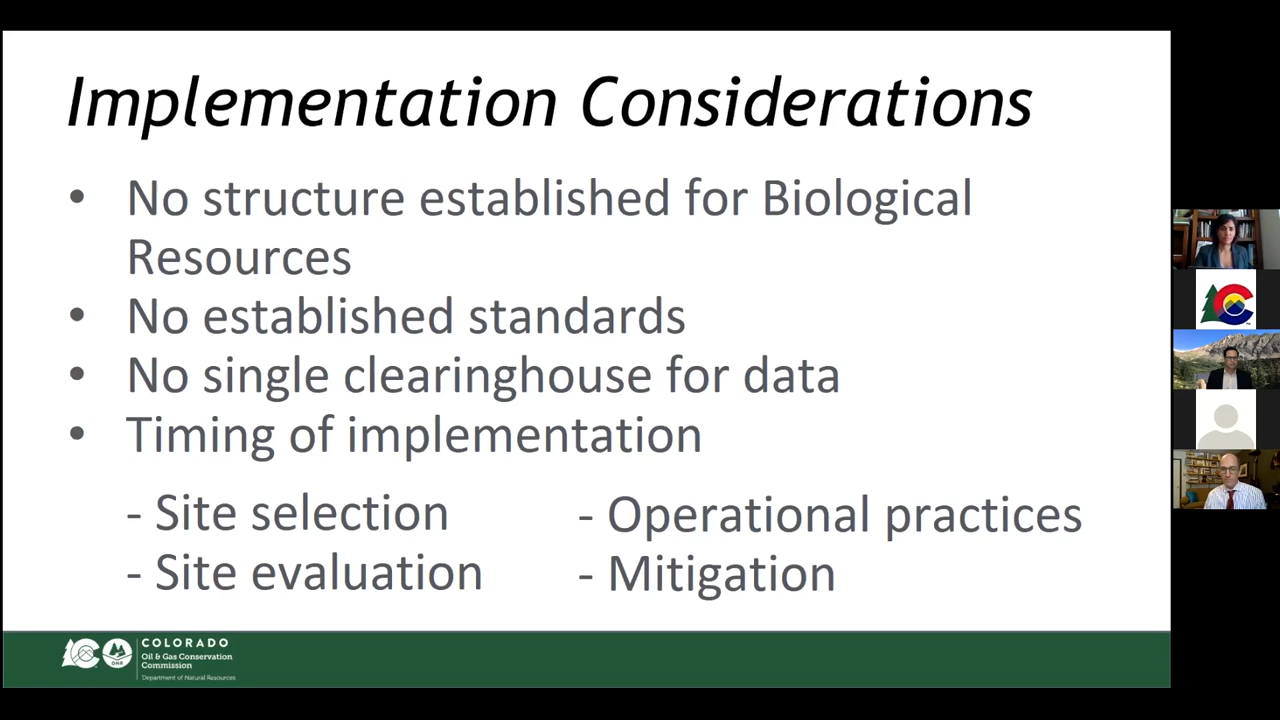 Implementation Considerations
• No structure established for Biological
Resources
• No established standards
• No single clearinghouse for data
• Timing of implementation
- Site selection
- Operational practices
- Site evaluation
- Mitigation
COLORADO
Oil & Gas Conservation
Commission
Department of Natural Resources
DNR